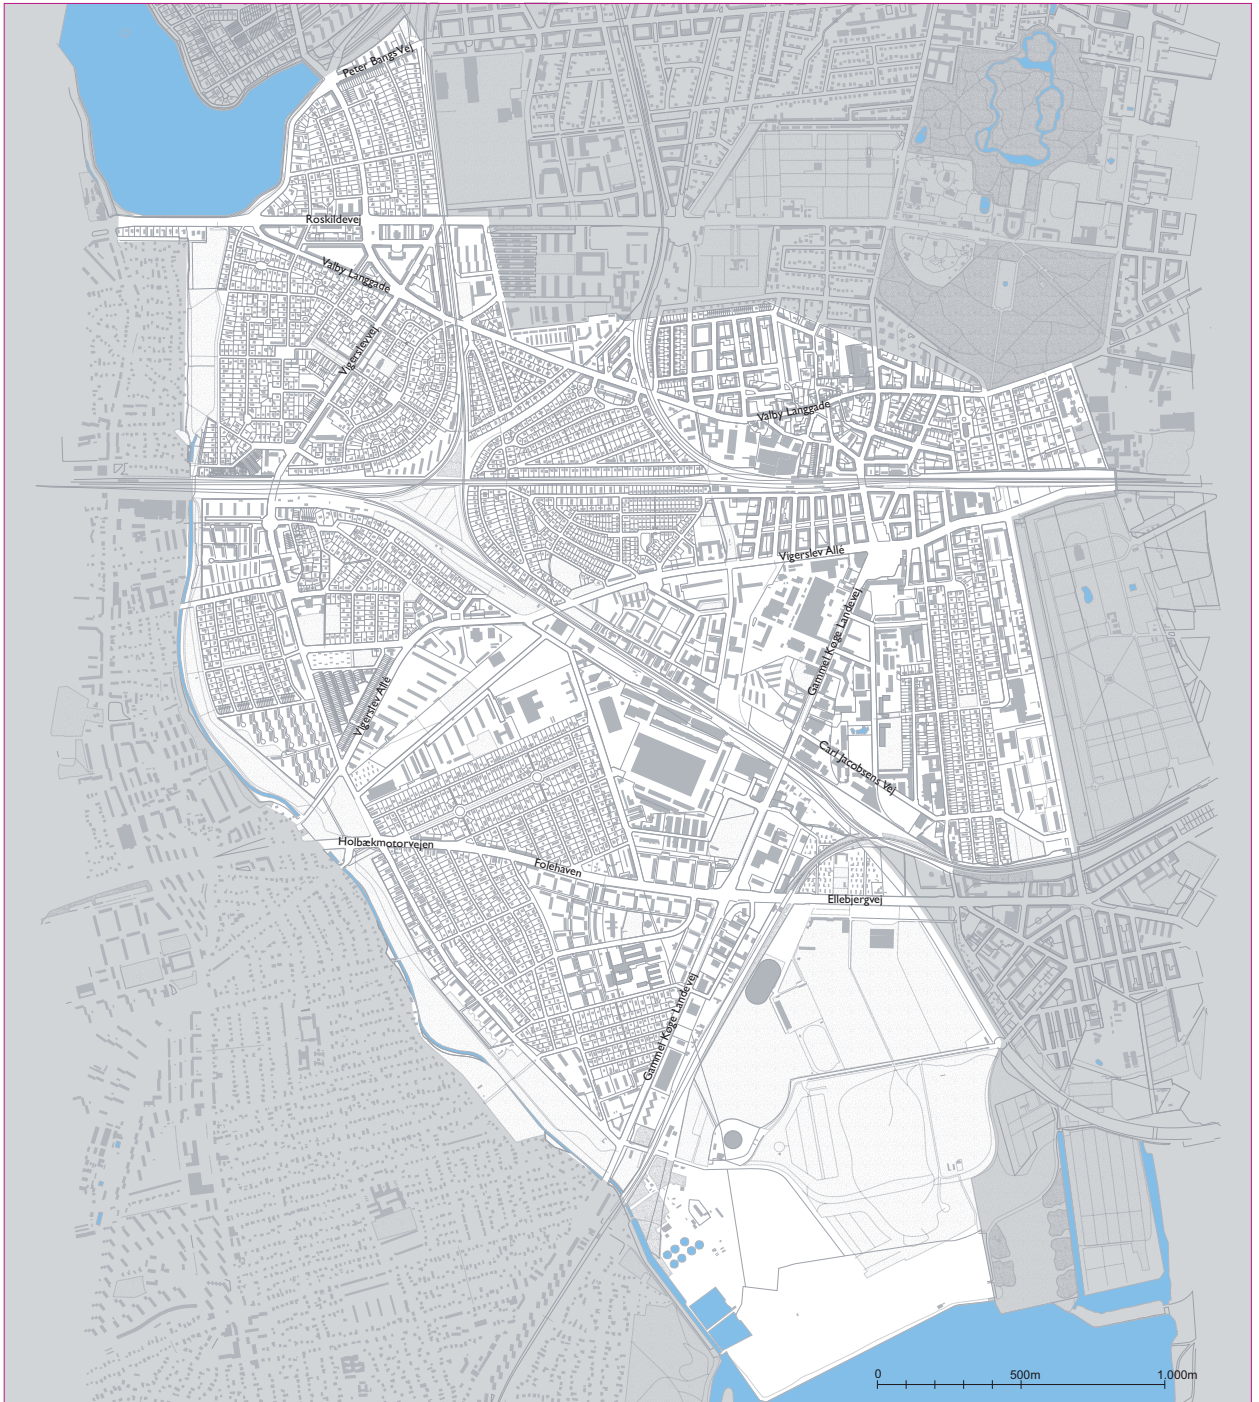 Peter Bangs Vej
Roskildevej
Valby Langgade
Vigerslevvej
Valby Langgade
Vigerslev Allé
Gammel Køge Landevej
Vigerslev Allé
Carl Jacobsens Vej
Holbækmotorvejen
Folehaven
Ellebjergvej
Gammel Køge Landevej
0 500m 1.000m